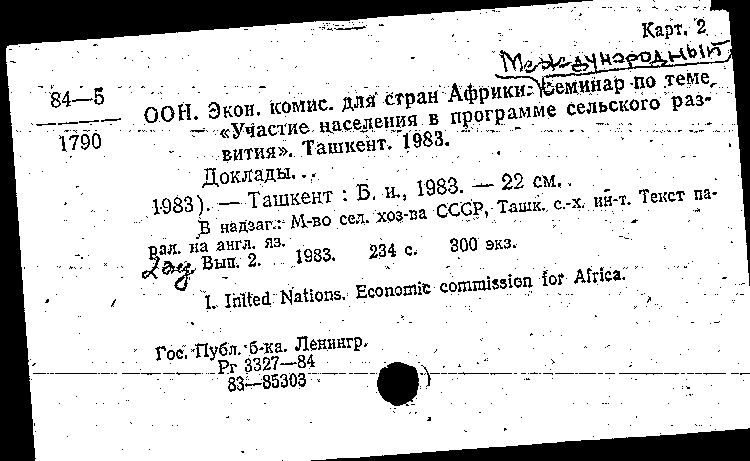 Карт. 2
Международный
84—5
1790
ООН. Экон. комис. для стран Африки. Семинар по теме
«Участие населения в программе сельского раз-
вития». Ташкент. 1983.
Доклады...
1983). — Ташкент : Б. и., 1983. — 22 см.
В надзаг.: М-во сел. хоз-ва СССР, Ташк. с.-х. ин-т. Текст па-
рал. на англ. яз.
2 экз Вып. 2. 1983. 234 с. 300 экз.
I. Inited Nations. Economic commission for Africa.
Гос. Публ. б-ка. Ленингр.
Pг 3327—84
83—85303